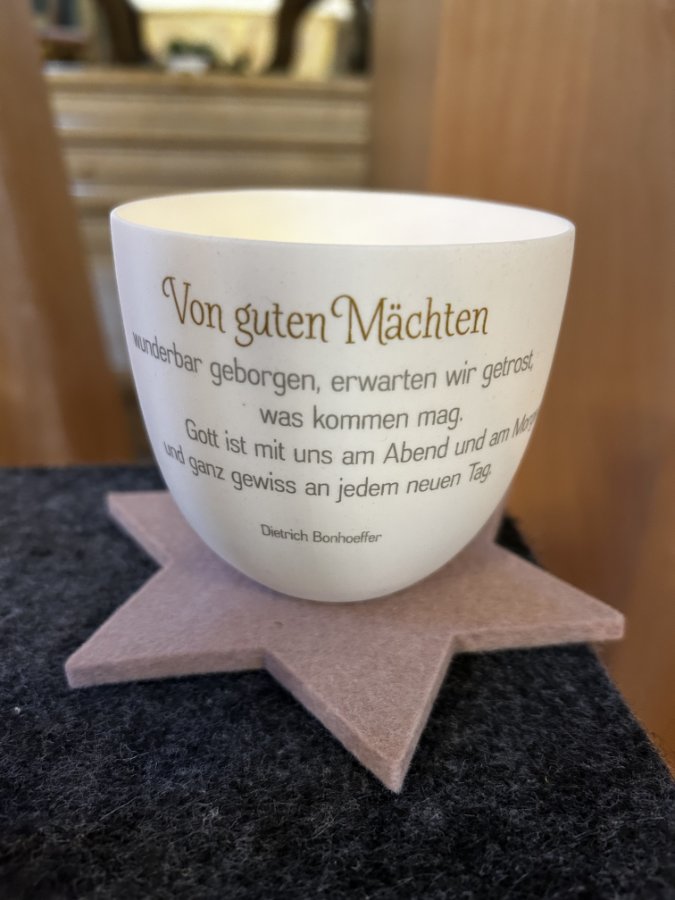 Von guten Mächten
wunderbar geborgen, erwarten wir getrost,
was kommen mag.
Gott ist mit uns am Abend und am
und ganz gewiss an jedem neuen Tag.
Dietrich Bonhoeffer